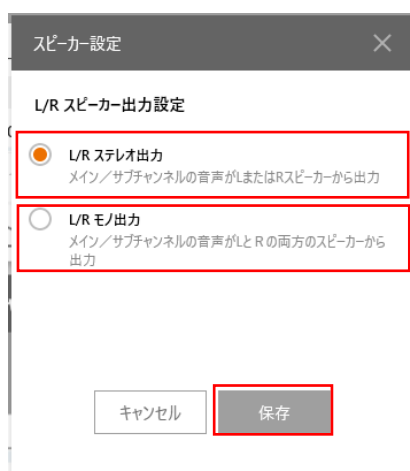 スピーカー設定
L/R スピーカー出力設定
L/R ステレオ出力
メイン／サブチャンネルの音声がLまたはRスピーカーから出力
L/R モノ出力
メイン／サブチャンネルの音声がLとRの両方のスピーカーから
出力
キャンセル
保存